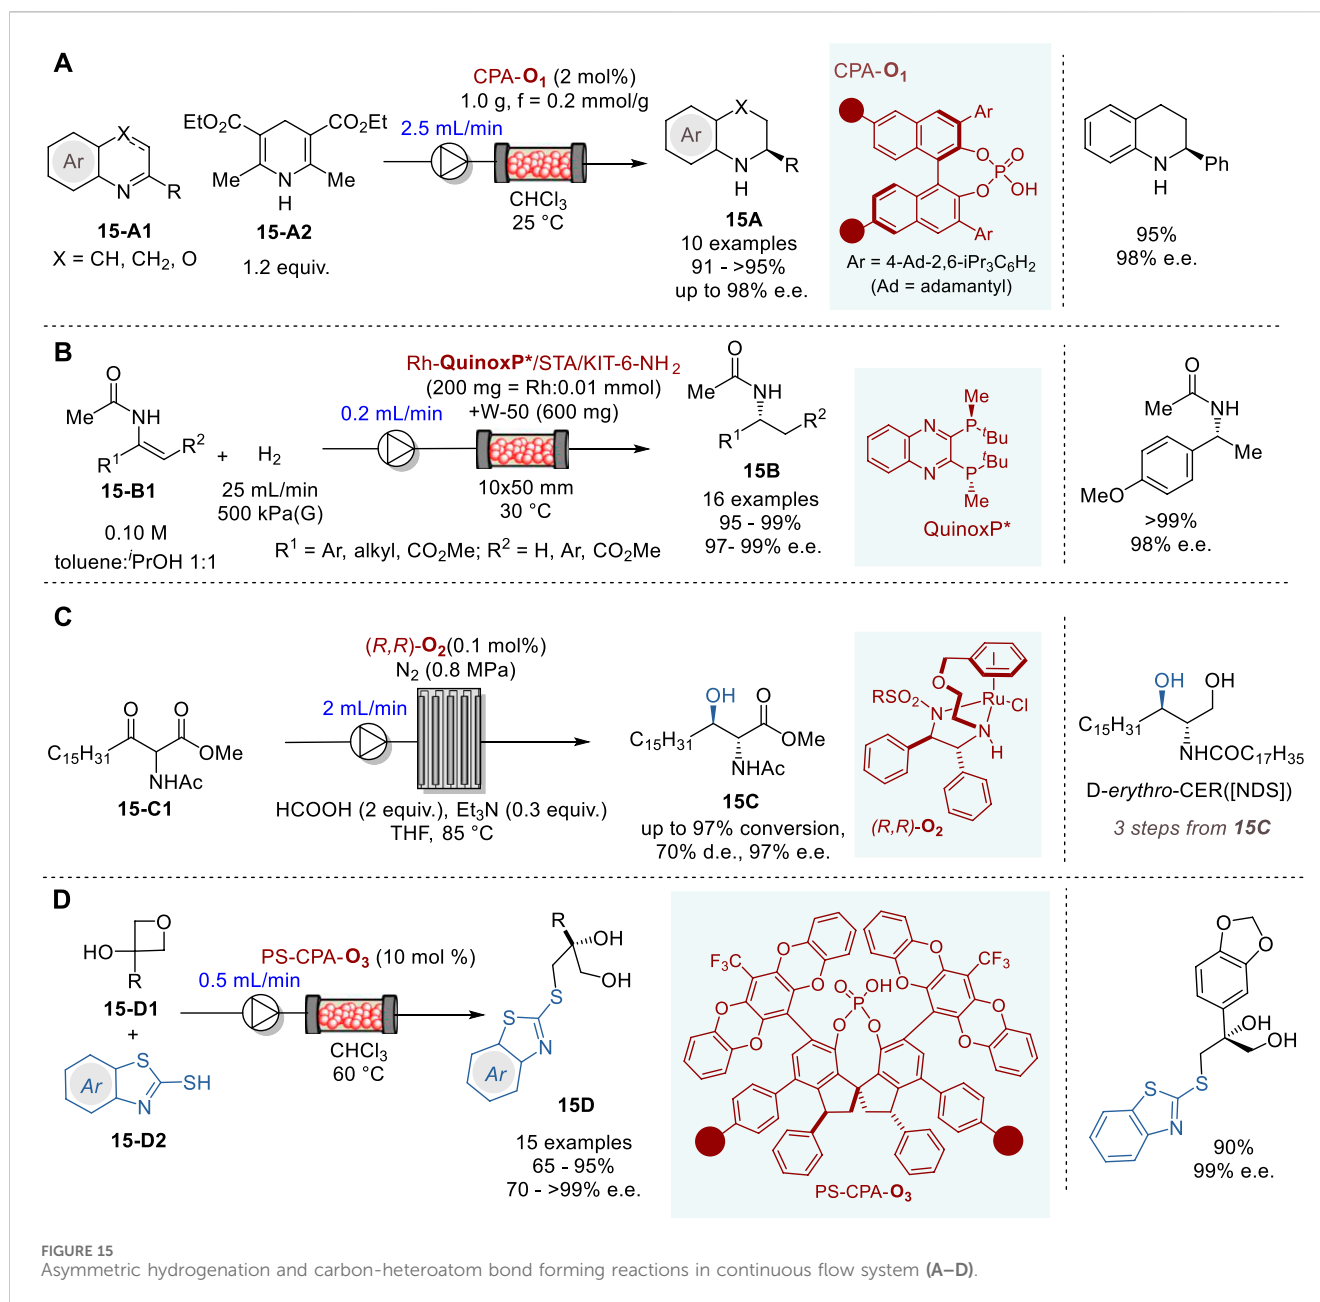 A
CPA-O1 (2 mol%)
1.0 g, f = 0.2 mmol/g
2.5 mL/min
CHCl3
25 °C
X
Ar
N
R
15-A1
X = CH, CH2, O
EtO2C
CO2Et
Me
N
H
Me
15-A2
1.2 equiv.
X
Ar
N
H
R
15A
10 examples
91 - >95%
up to 98% e.e.
CPA-O1
Ar
O
O
P
O
OH
Ar
Ar = 4-Ad-2,6-iPr3C6H2
(Ad = adamantyl)
N
H
Ph
95%
98% e.e.
B
O
Me
NH
R1
R2
15-B1
0.10 M
toluene:iPrOH 1:1
+
H2
25 mL/min
500 kPa(G)
Rh-QuinoxP*/STA/KIT-6-NH2
(200 mg = Rh:0.01 mmol)
+W-50 (600 mg)
0.2 mL/min
10x50 mm
30 °C
R1 = Ar, alkyl, CO2Me; R2 = H, Ar, CO2Me
O
Me
NH
R1
R2
15B
16 examples
95 - 99%
97- 99% e.e.
Me
N
P
tBu
tBu
N
P
Me
QuinoxP*
O
Me
NH
Me
MeO
>99%
98% e.e.
C
O
O
C15H31
OMe
NHAc
15-C1
(R,R)-O2(0.1 mol%)
N2 (0.8 MPa)
2 mL/min
HCOOH (2 equiv.), Et3N (0.3 equiv.)
THF, 85 °C
OH
O
C15H31
OMe
NHAc
15C
up to 97% conversion,
70% d.e., 97% e.e.
O
RSO2
N
Ru
Cl
N
H
(R,R)-O2
OH
OH
C15H31
NHCOC17H35
D-erythro-CER([NDS])
3 steps from 15C
D
O
HO
R
15-D1
+
S
Ar
SH
N
15-D2
PS-CPA-O3 (10 mol %)
0.5 mL/min
CHCl3
60 °C
R
OH
OH
S
S
N
Ar
15D
15 examples
65 - 95%
70 - >99% e.e.
O
O
F3C
CF3
O
O
O
OH
P
O
O
O
O
O
O
PS-CPA-O3
O
O
OH
OH
S
S
N
90%
99% e.e.
FIGURE 15
Asymmetric hydrogenation and carbon-heteroatom bond forming reactions in continuous flow system (A–D).